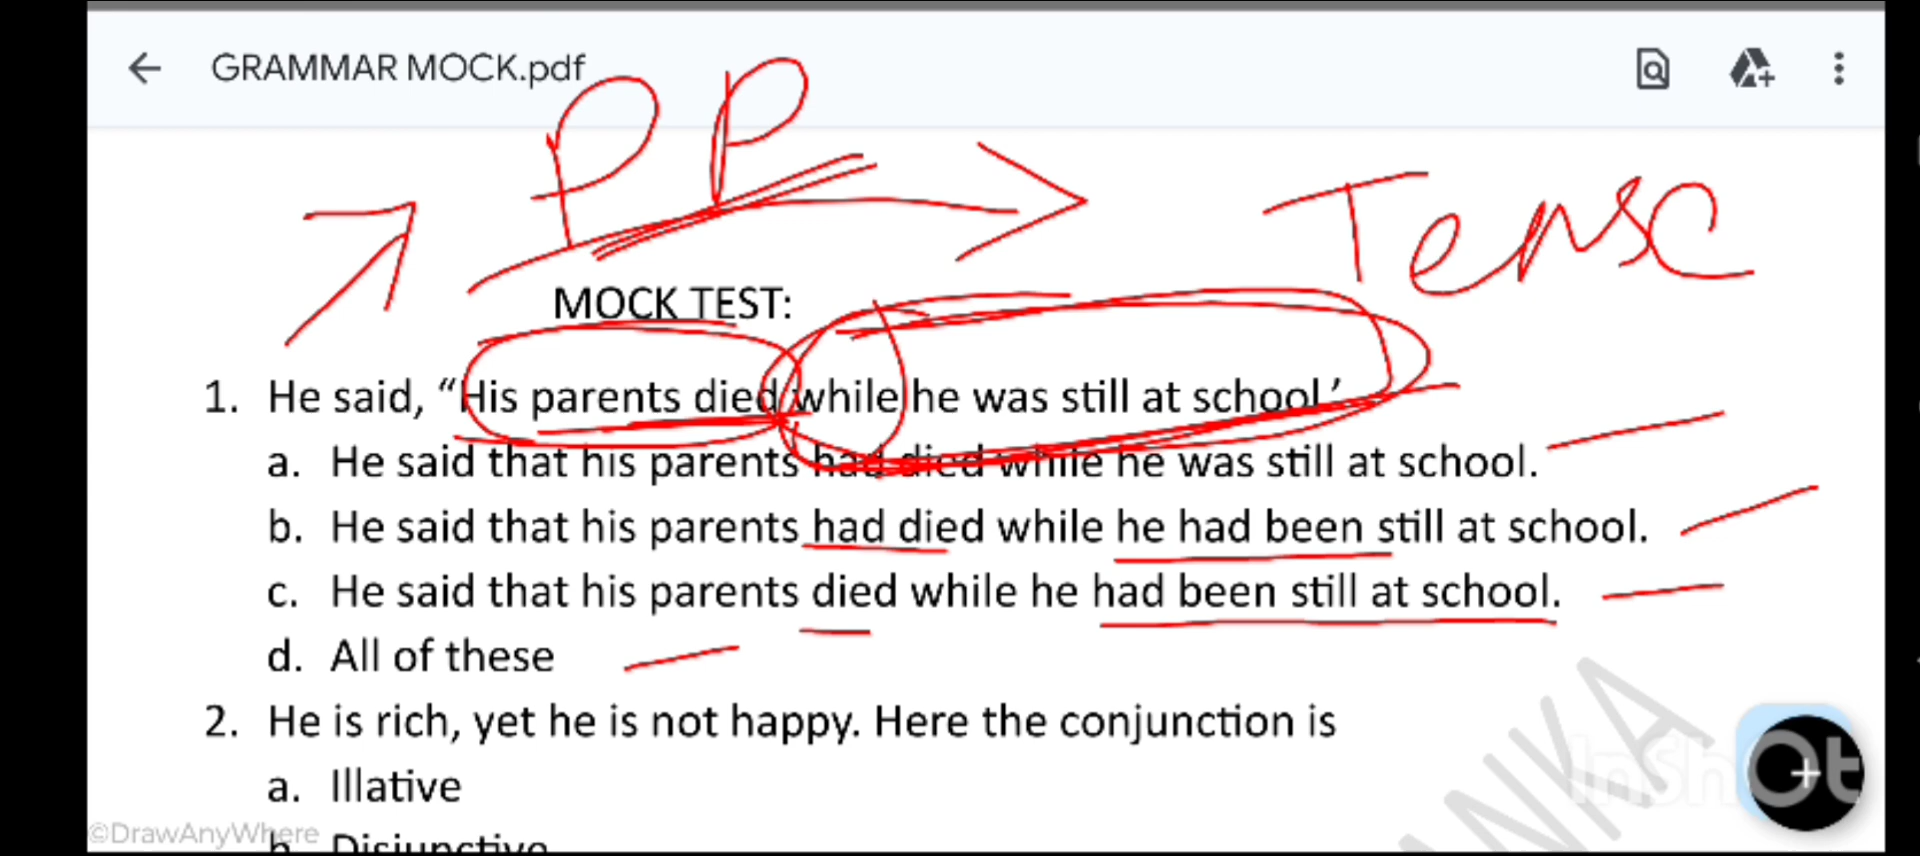 GRAMMAR MOCK.pdf
PP
Tense
MOCK TEST:
1. He said, “His parents died while he was still at school.’
a. He said that his parents had died while he was still at school.
b. He said that his parents had died while he had been still at school.
c. He said that his parents died while he had been still at school.
d. All of these
2. He is rich, yet he is not happy. Here the conjunction is
a. Illative
b. Disjunctive
©DrawAnyWhere
InShOt